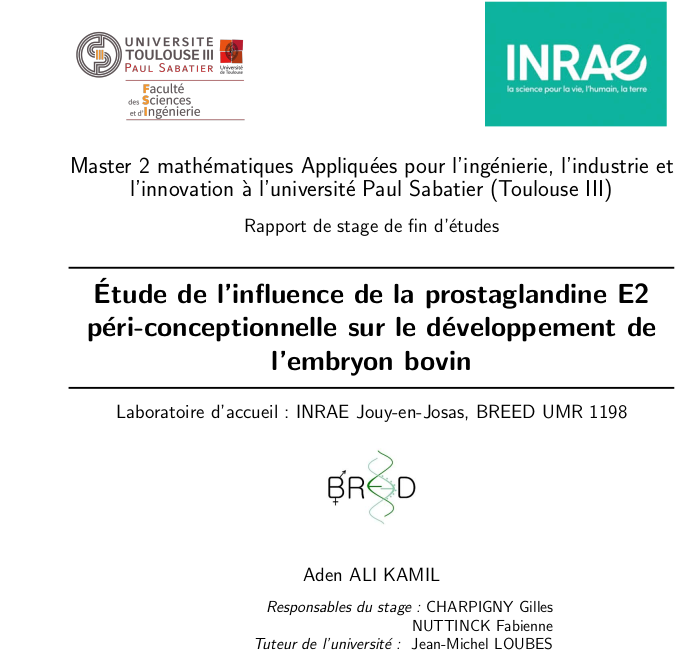 UNIVERSITE
TOULOUSE III
PAUL SABATIER
Université
de Toulouse
Faculté
des Sciences
et d'Ingénierie
INRAE
la science pour la vie, l'humain, la terre
Master 2 mathématiques Appliquées pour l'ingénierie, l'industrie et
l'innovation à l'université Paul Sabatier (Toulouse III)
Rapport de stage de fin d'études
Étude de l'influence de la prostaglandine E2
péri-conceptionnelle sur le développement de
l'embryon bovin
Laboratoire d'accueil : INRAE Jouy-en-Josas, BREED UMR 1198
BREED
Aden ALI KAMIL
Responsables du stage : CHARPIGNY Gilles
NUTTINCK Fabienne
Tuteur de l'université : Jean-Michel LOUBES